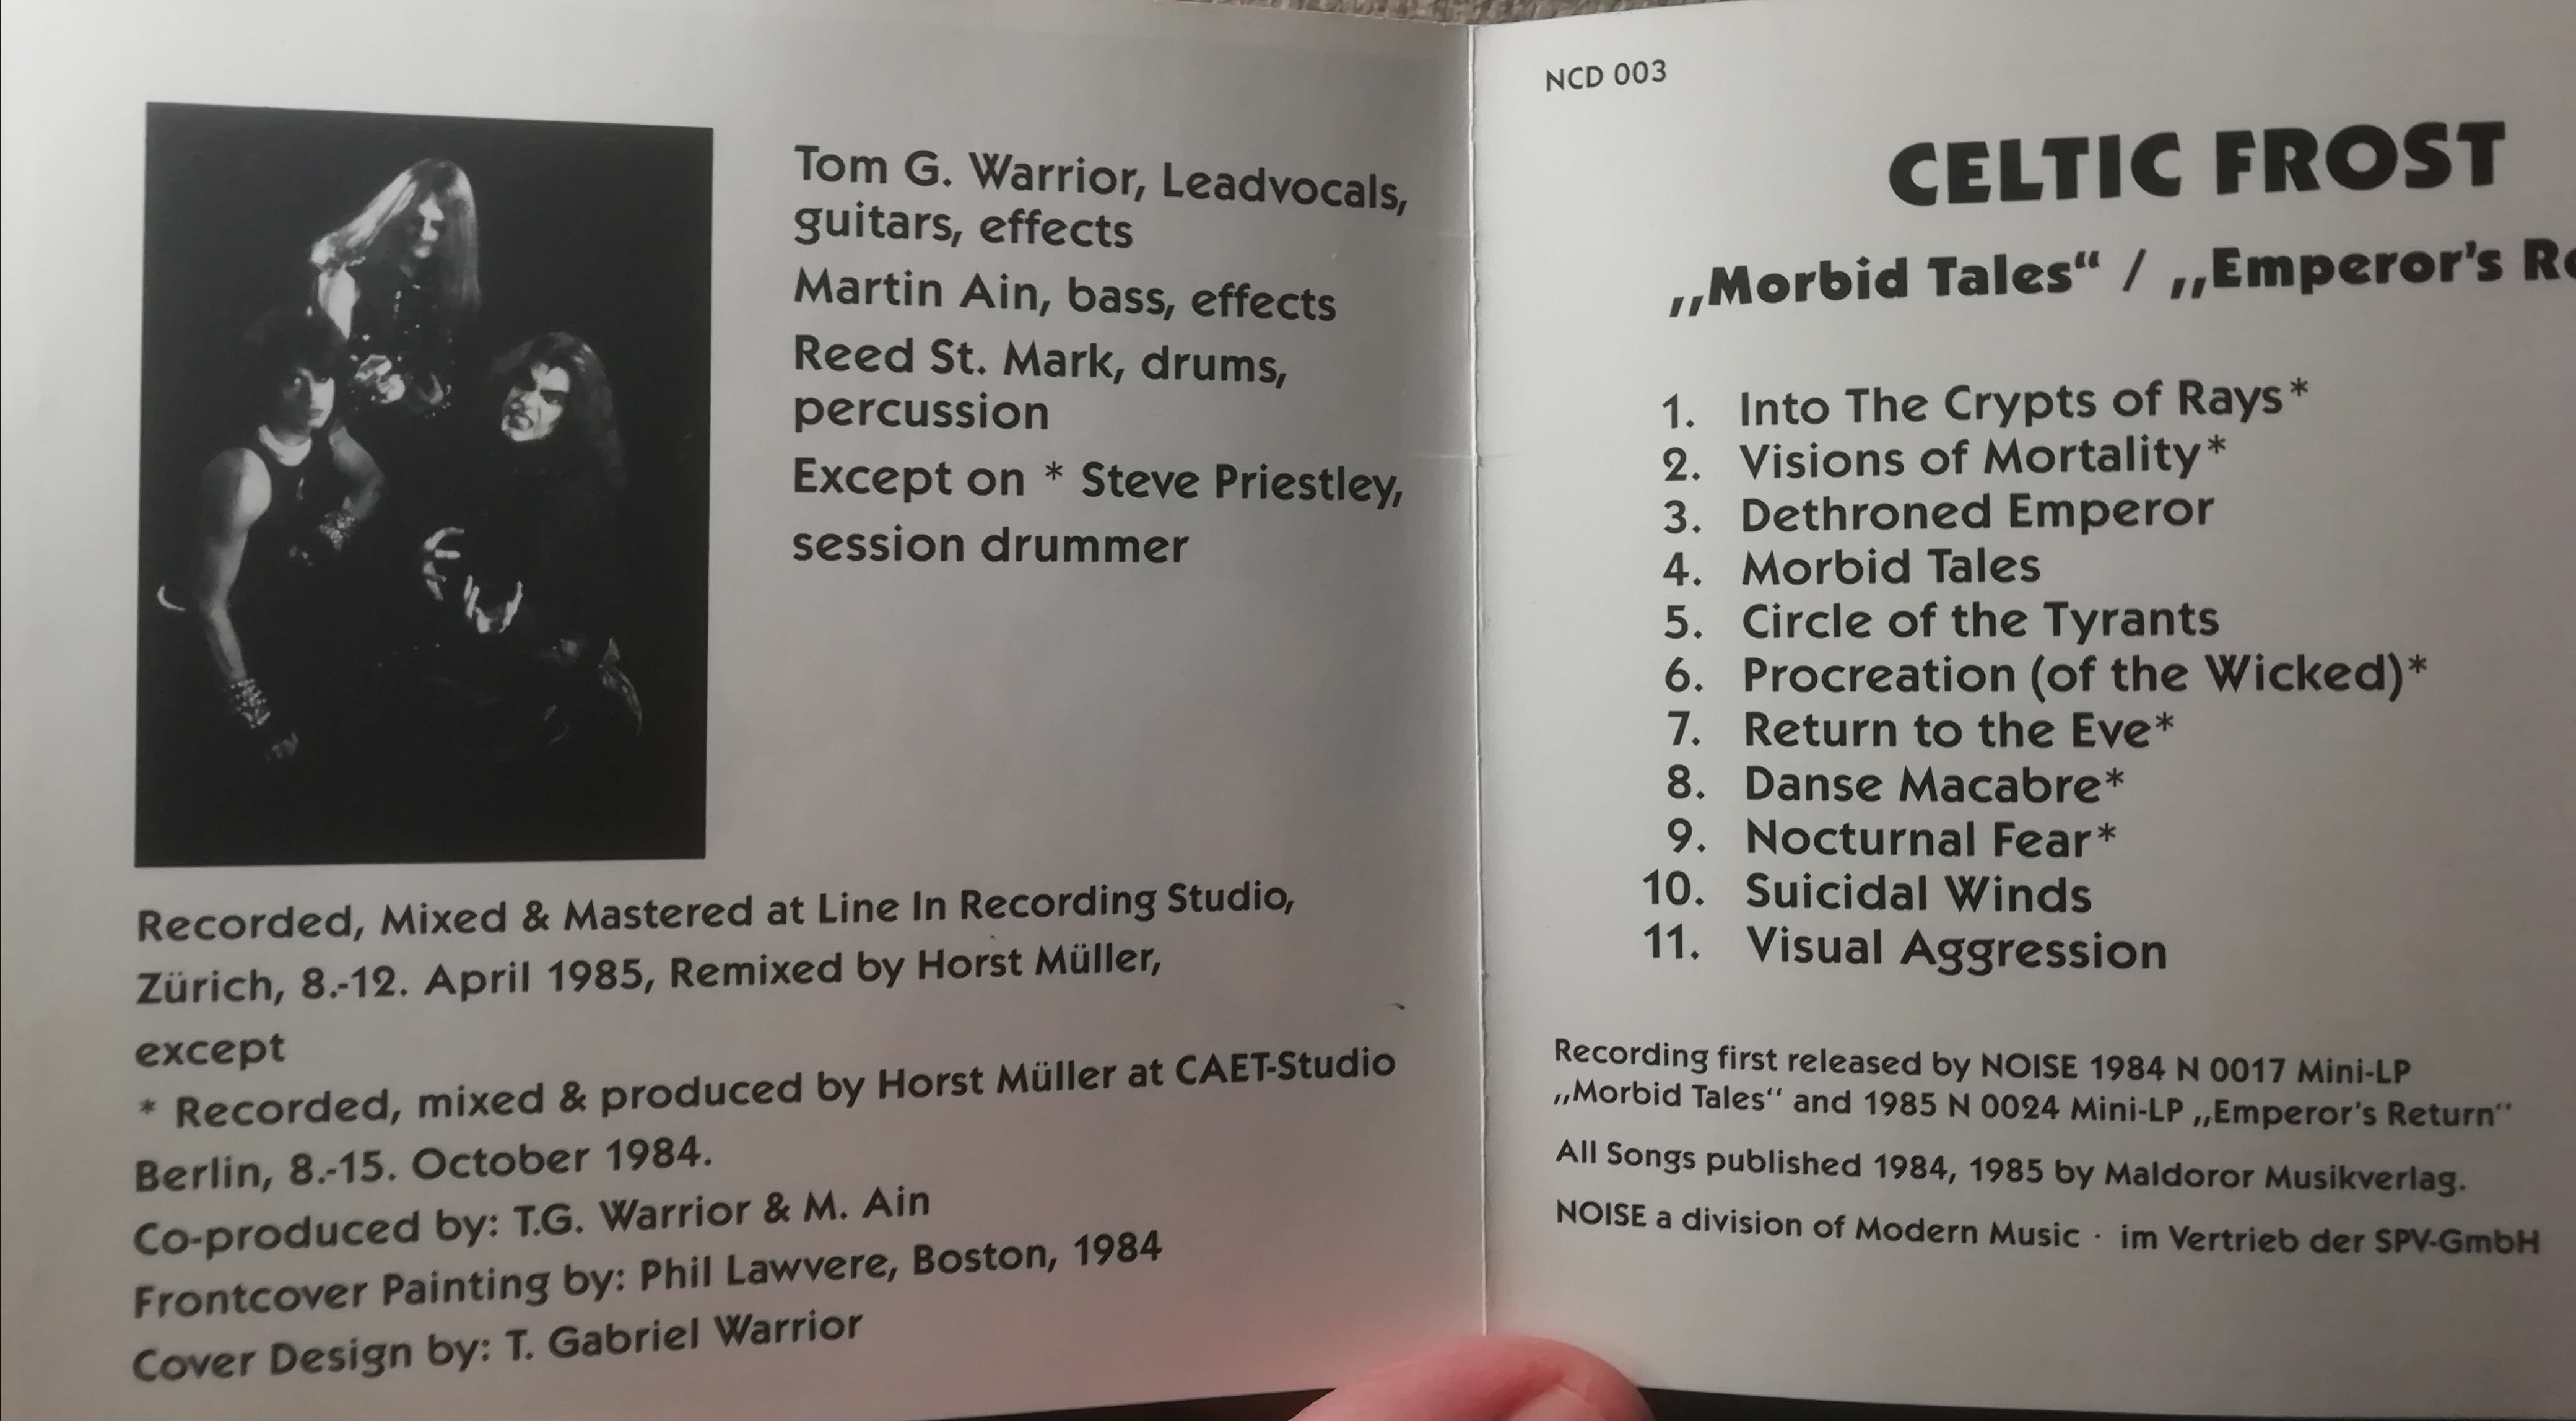 Tom G. Warrior, Leadvocals,
guitars, effects
Martin Ain, bass, effects
Reed St. Mark, drums,
percussion
Except on * Steve Priestley,
session drummer
Recorded, Mixed & Mastered at Line In Recording Studio,
Zürich, 8.-12. April 1985, Remixed by Horst Müller,
except
* Recorded, mixed & produced by Horst Müller at CAET-Studio
Berlin, 8.-15. October 1984.
Co-produced by: T.G. Warrior & M. Ain
Frontcover Painting by: Phil Lawvere, Boston, 1984
Cover Design by: T. Gabriel Warrior
NCD 003
CELTIC FROST
„Morbid Tales“ / „Emperor's
1. Into The Crypts of Rays*
2. Visions of Mortality*
3. Dethroned Emperor
4. Morbid Tales
5. Circle of the Tyrants
6. Procreation (of the Wicked)*
7. Return to the Eve*
8. Danse Macabre*
9. Nocturnal Fear*
10. Suicidal Winds
11. Visual Aggression
Recording first released by NOISE 1984 N 0017 Mini-LP
„Morbid Tales“ and 1985 N 0024 Mini-LP „Emperor's Return“
All Songs published 1984, 1985 by Maldoror Musikverlag.
NOISE a division of Modern Music · im Vertrieb der SPV-GmbH